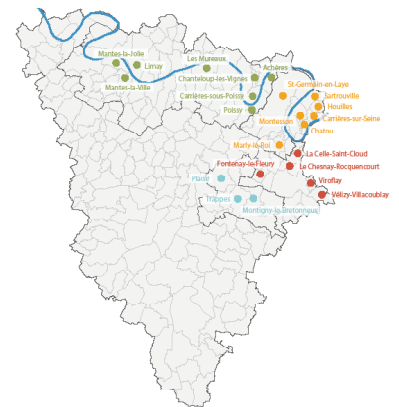 Mantes-la-Jolie
Limay
Mantes-la-Ville
Les Mureaux
Achères
Chanteloup-les-Vignes
Carrières-sous-Poissy
Poissy
St-Germain-en-Laye
Sartrouville
Houilles
Carrières-sur-Seine
Montesson
Chatou
Marly-le-Roi
La Celle-Saint-Cloud
Le Chesnay-Rocquencourt
Fontenay-le-Fleury
Viroflay
Vélizy-Villacoublay
Plaisir
Trappes
Montigny-le-Bretonneux